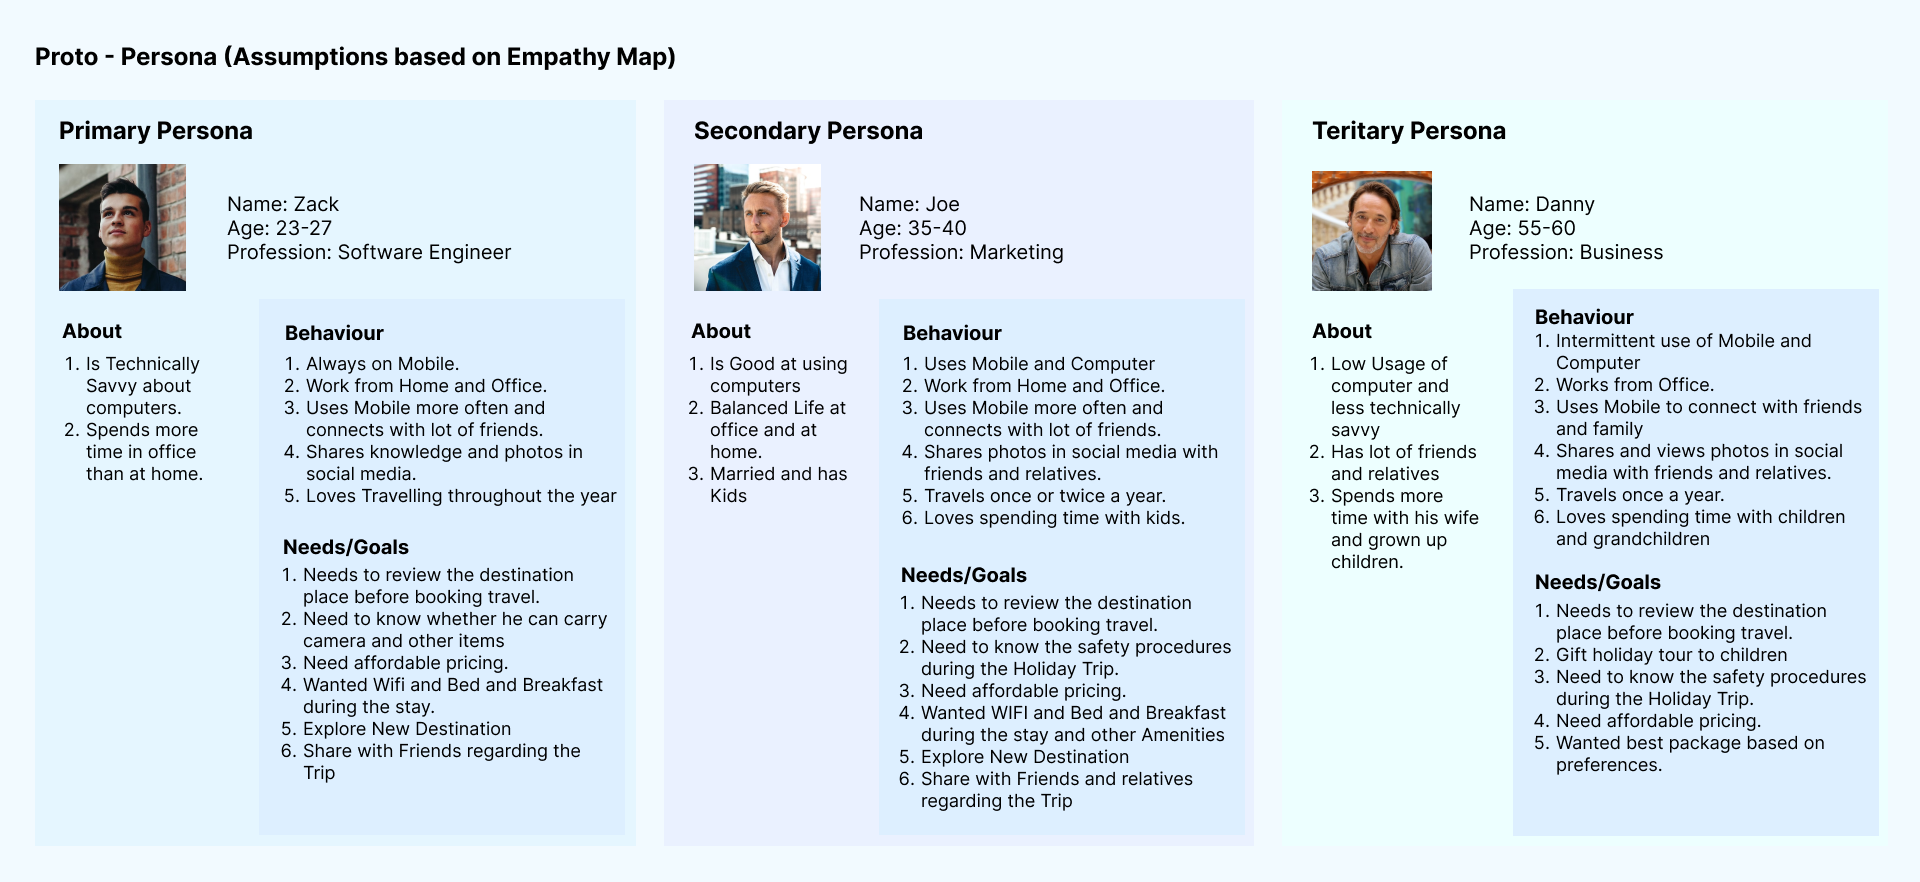 Proto - Persona (Assumptions based on Empathy Map)
Primary Persona
Name: Zack
Age: 23-27
Profession: Software Engineer
About
1. Is Technically
Savvy about
computers.
2. Spends more
time in office
than at home.
Behaviour
1. Always on Mobile.
2. Work from Home and Office.
3. Uses Mobile more often and
connects with lot of friends.
4. Shares knowledge and photos in
social media.
5. Loves Travelling throughout the year
Needs/Goals
1. Needs to review the destination
place before booking travel.
2. Need to know whether he can carry
camera and other items
3. Need affordable pricing.
4. Wanted Wifi and Bed and Breakfast
during the stay.
5. Explore New Destination
6. Share with Friends regarding the
Trip
Secondary Persona
Name: Joe
Age: 35-40
Profession: Marketing
About
1. Is Good at using
computers
2. Balanced Life at
office and at
home.
3. Married and has
Kids
Behaviour
1. Uses Mobile and Computer
2. Work from Home and Office.
3. Uses Mobile more often and
connects with lot of friends.
4. Shares photos in social media with
friends and relatives.
5. Travels once or twice a year.
6. Loves spending time with kids.
Needs/Goals
1. Needs to review the destination
place before booking travel.
2. Need to know the safety procedures
during the Holiday Trip.
3. Need affordable pricing.
4. Wanted WIFI and Bed and Breakfast
during the stay and other Amenities
5. Explore New Destination
6. Share with Friends and relatives
regarding the Trip
Teritary Persona
Name: Danny
Age: 55-60
Profession: Business
About
1. Low Usage of
computer and
less technically
savvy
2. Has lot of friends
and relatives
3. Spends more
time with his wife
and grown up
children.
Behaviour
1. Intermittent use of Mobile and
Computer
2. Works from Office.
3. Uses Mobile to connect with friends
and family
4. Shares and views photos in social
media with friends and relatives.
5. Travels once a year.
6. Loves spending time with children
and grandchildren
Needs/Goals
1. Needs to review the destination
place before booking travel.
2. Gift holiday tour to children
3. Need to know the safety procedures
during the Holiday Trip.
4. Need affordable pricing.
5. Wanted best package based on
preferences.